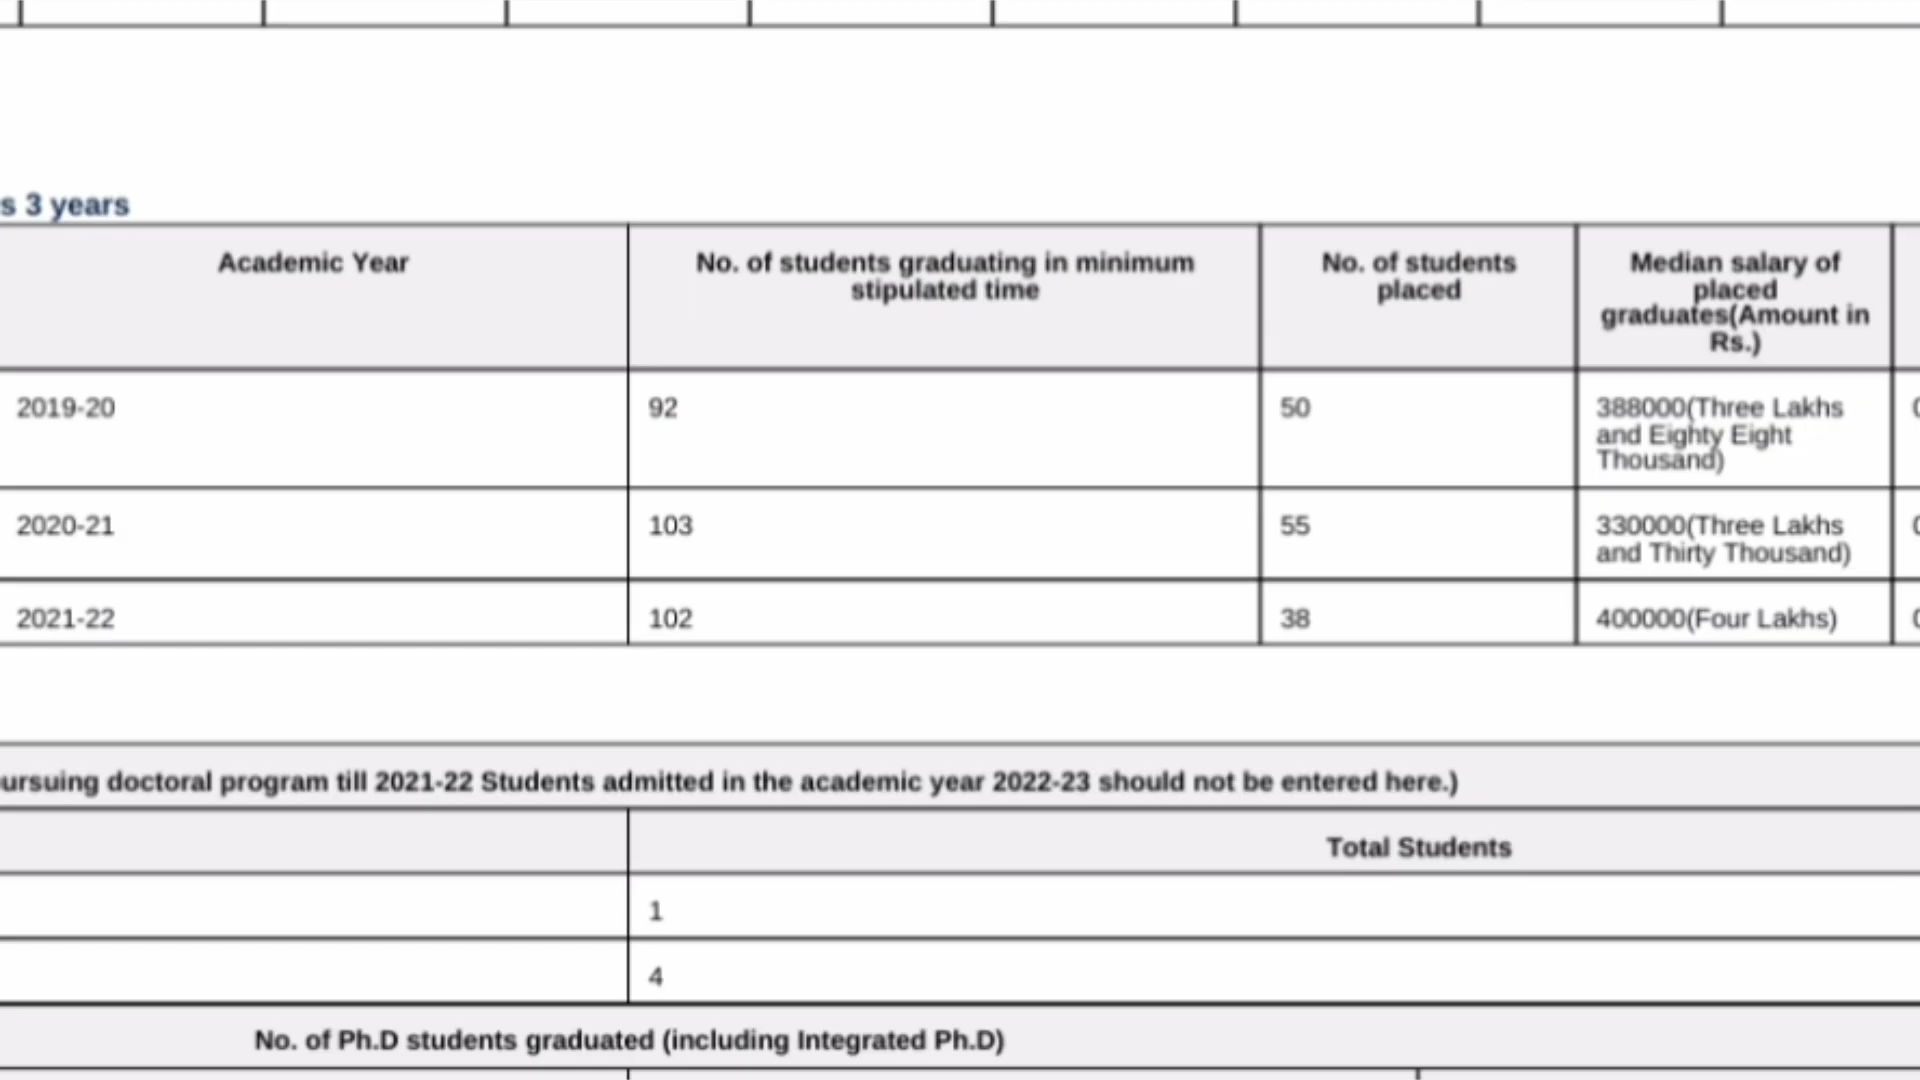 s 3 years
Academic Year
No. of students graduating in minimum
stipulated time
No. of students
placed
Median salary of
placed
graduates(Amount in
Rs.)
2019-20
92
50
388000(Three Lakhs
and Eighty Eight
Thousand)
2020-21
103
55
330000(Three Lakhs
and Thirty Thousand)
2021-22
102
38
400000(Four Lakhs)
ursuing doctoral program till 2021-22 Students admitted in the academic year 2022-23 should not be entered here.)
Total Students
1
4
No. of Ph.D students graduated (including Integrated Ph.D)